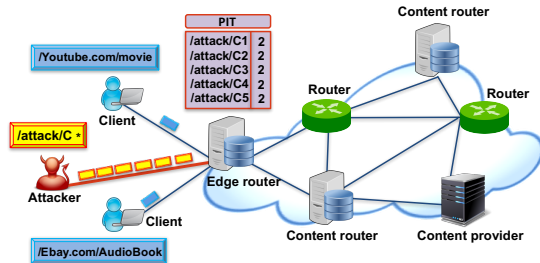 PIT
/attack/C1 2
/attack/C2 2
/attack/C3 2
/attack/C4 2
/attack/C5 2
Content router
/Youtube.com/movie
Client
Router
Router
/attack/C *
Attacker
Edge router
Client
Content router
Content provider
/Ebay.com/AudioBook